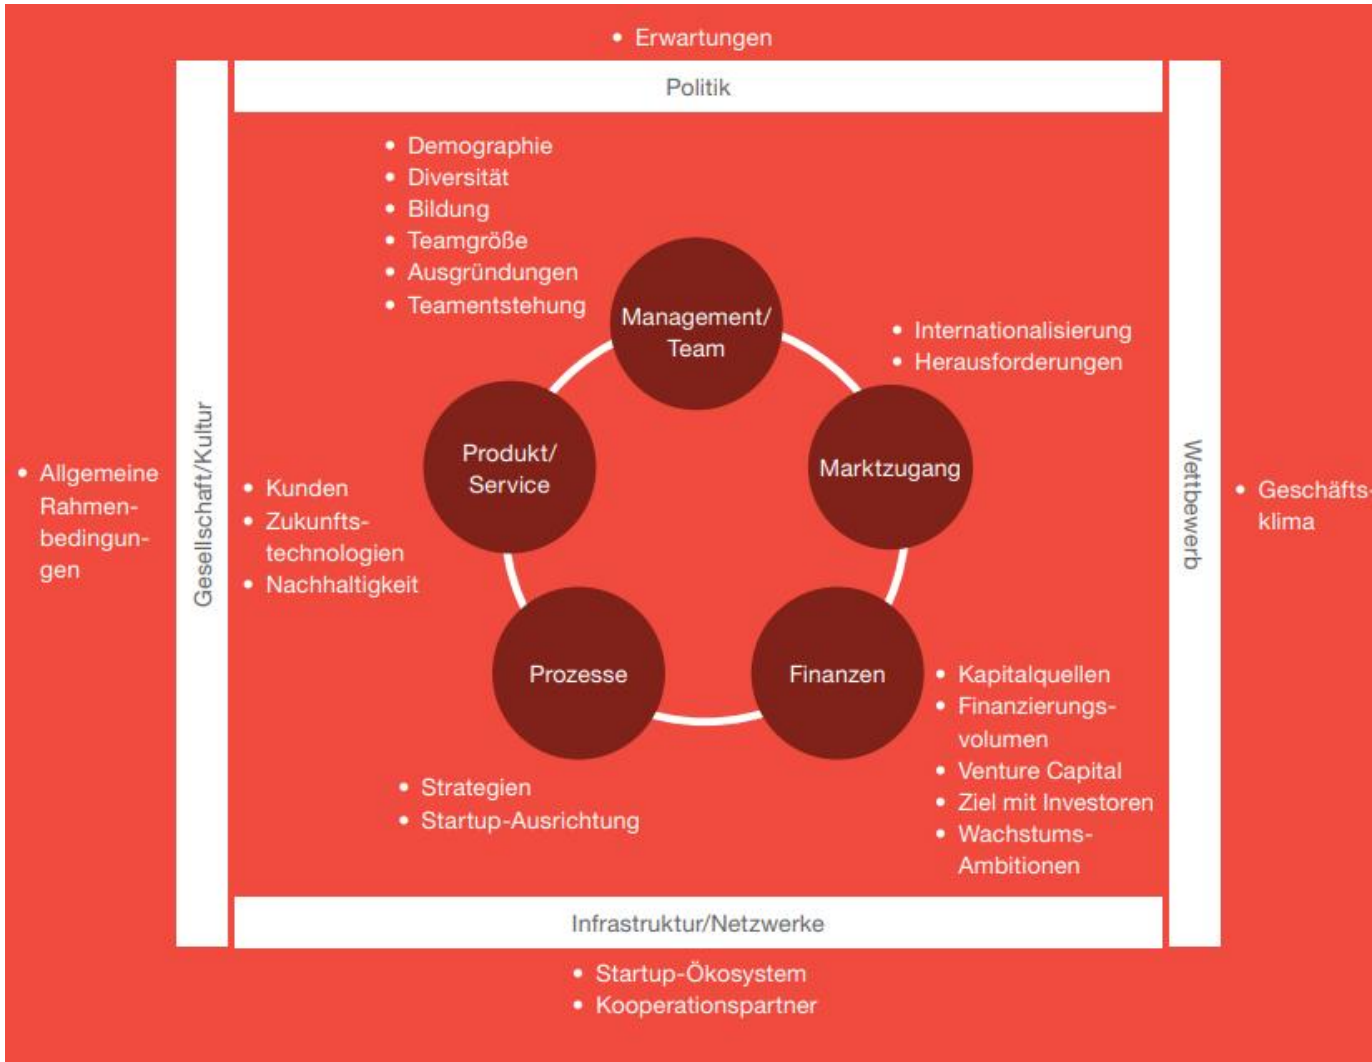 • Erwartungen
Politik
• Demographie
• Diversität
• Bildung
• Teamgröße
• Ausgründungen
• Teamentstehung
Management/
Team
• Internationalisierung
• Herausforderungen
Marktzugang
Produkt/
Service
• Kunden
• Zukunfts-
technologien
• Nachhaltigkeit
Gesellschaft/Kultur
• Allgemeine
Rahmen-
bedingun-
gen
Wettbewerb
• Geschäfts-
klima
Prozesse
• Strategien
• Startup-Ausrichtung
Finanzen
• Kapitalquellen
• Finanzierungs-
volumen
• Venture Capital
• Ziel mit Investoren
• Wachstums-
Ambitionen
Infrastruktur/Netzwerke
• Startup-Ökosystem
• Kooperationspartner